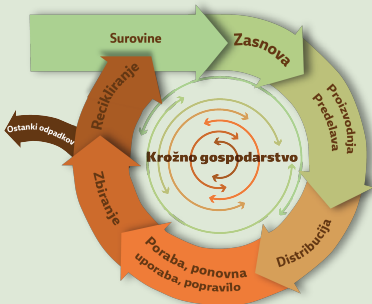 Surovine
Zasnova
Proizvodnja
Predelava
Distribucija
Poraba, ponovna
uporaba, popravilo
Zbiranje
Recikliranje
Ostanki odpadkov
Krožno gospodarstvo